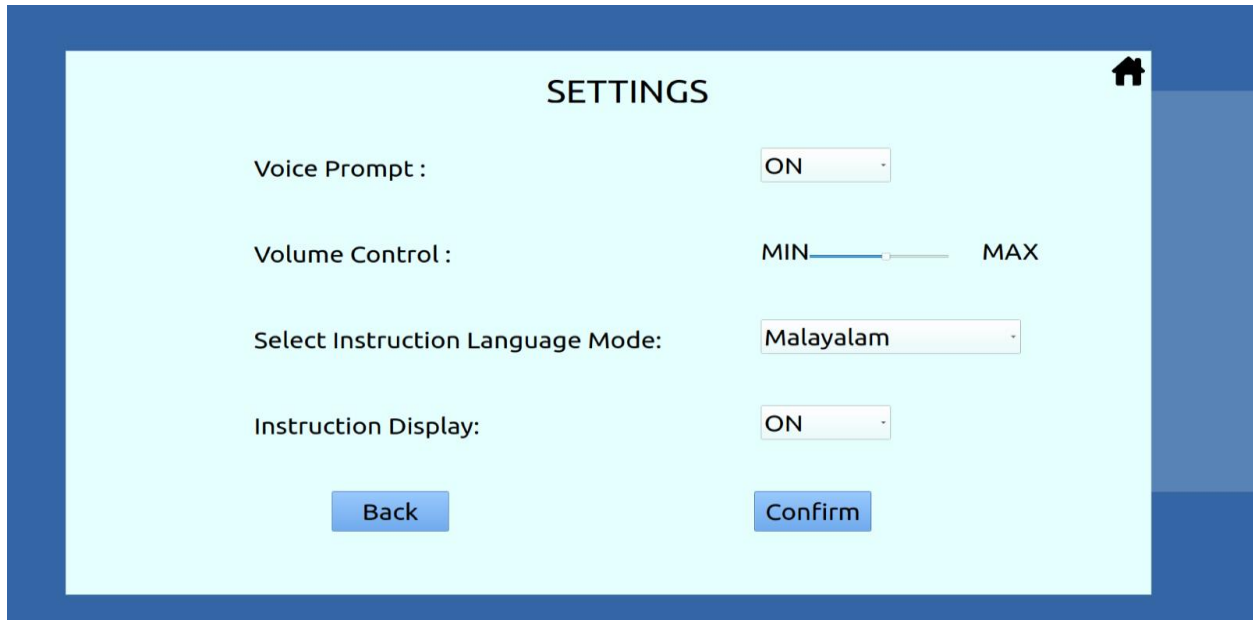 SETTINGS
Voice Prompt : ON
Volume Control : MIN MAX
Select Instruction Language Mode: Malayalam
Instruction Display: ON
Back Confirm